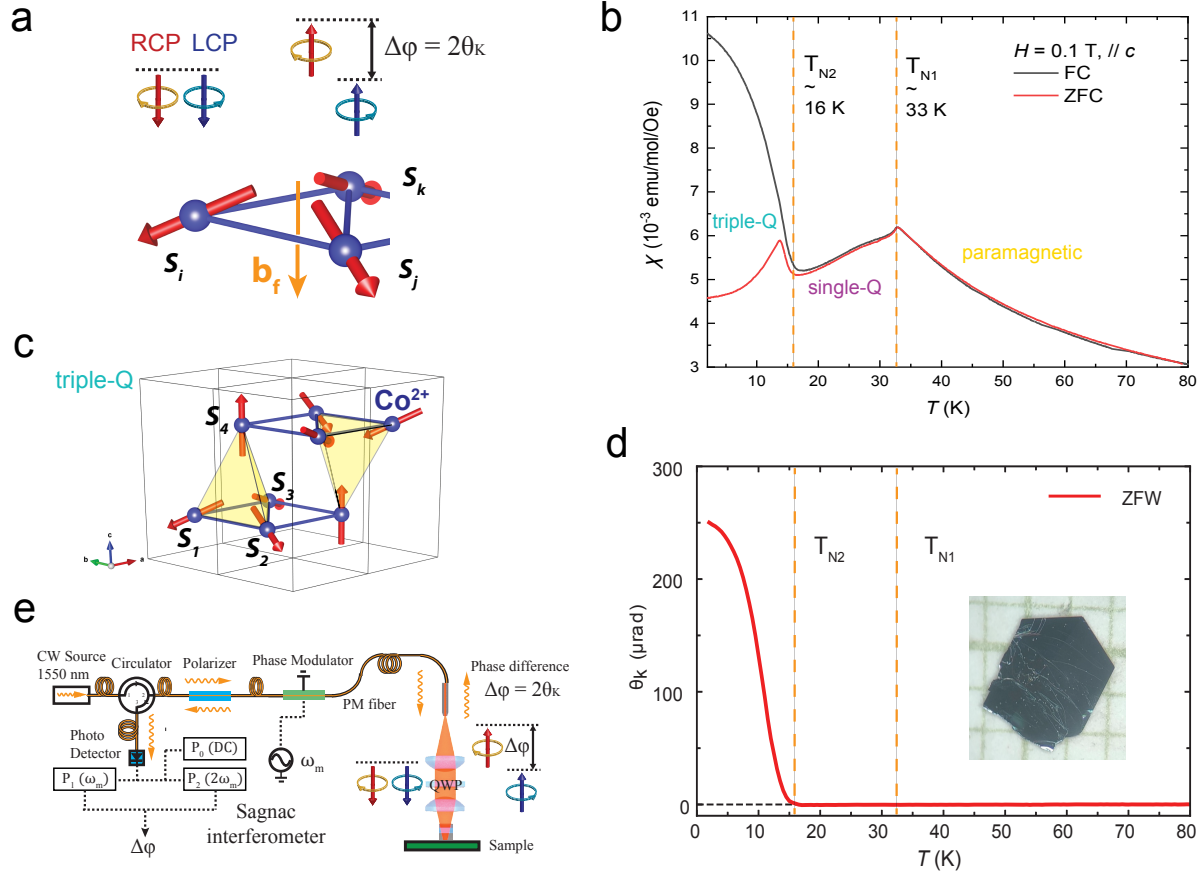 a
RCP LCP
Δφ = 2θK
Si
Sk
Sj
bf
b
χ (10⁻³ emu/mol/Oe)
11
10
9
8
7
6
5
4
3
TN2
~
16 K
TN1
~
33 K
H = 0.1 T, // c
FC
ZFC
triple-Q
single-Q
paramagnetic
0 10 20 30 40 50 60 70 80
T (K)
c
triple-Q
Co²⁺
S4
S3
S1
S2
a
b
c
d
θk (μrad)
300
200
100
0
TN2
TN1
ZFW
0 10 20 30 40 50 60 70 80
T (K)
e
CW Source
1550 nm
Circulator
Polarizer
Phase Modulator
PM fiber
Phase difference
Δφ = 2θK
1 2
3
Photo
Detector
P0 (DC)
P1 (ωm)
P2 (2ωm)
ωm
Δφ
Sagnac
interferometer
Δφ
QWP
Sample